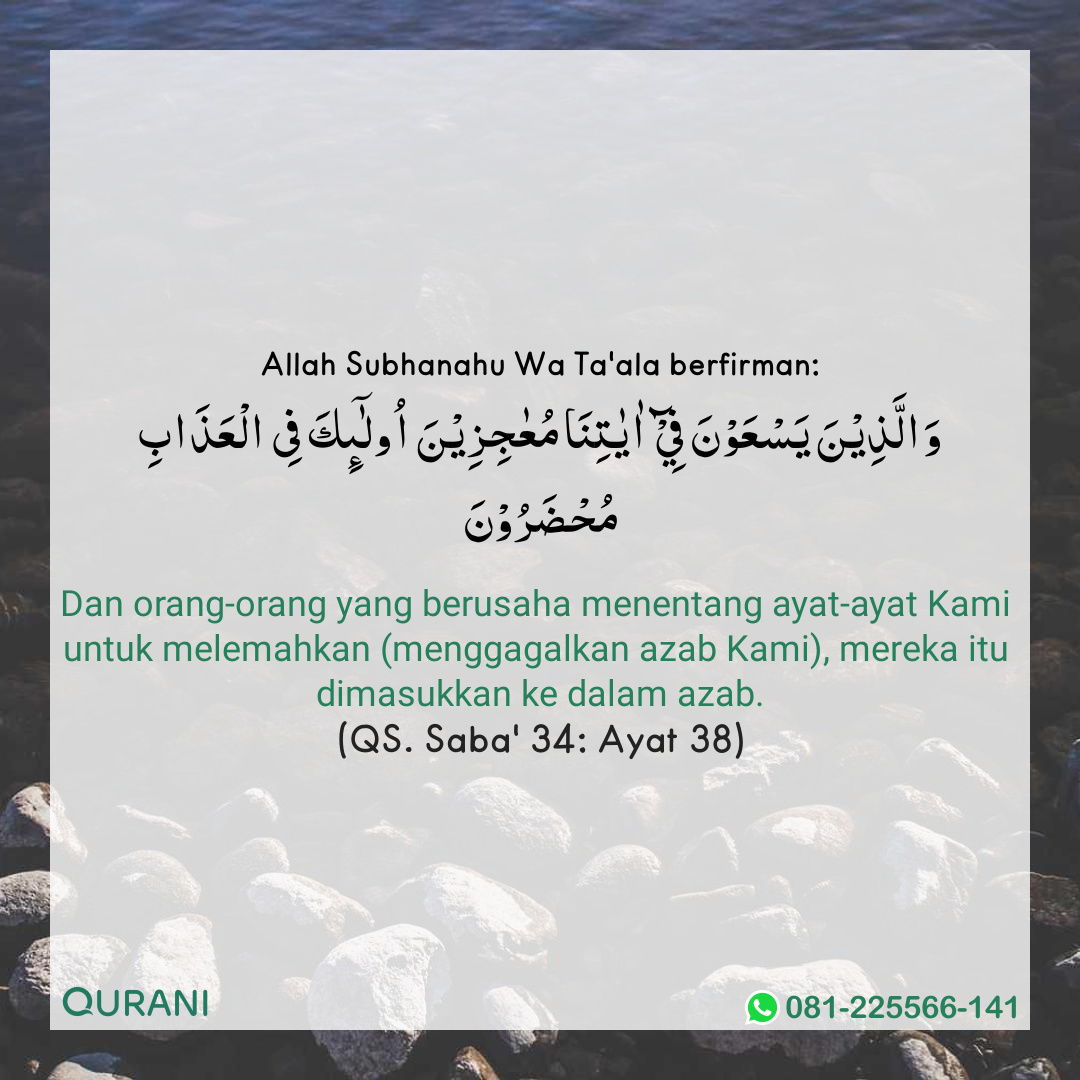 Allah Subhanahu Wa Ta'ala berfirman:
وَالَّذِيْنَ يَسْعَوْنَ فِيْٓ اٰيٰتِنَا مُعٰجِزِيْنَ اُولٰٓىِٕكَ فِى الْعَذَابِ
مُحْضَرُوْنَ
Dan orang-orang yang berusaha menentang ayat-ayat Kami
untuk melemahkan (menggagalkan azab Kami), mereka itu
dimasukkan ke dalam azab.
(QS. Saba' 34: Ayat 38)
QURANI
081-225566-141